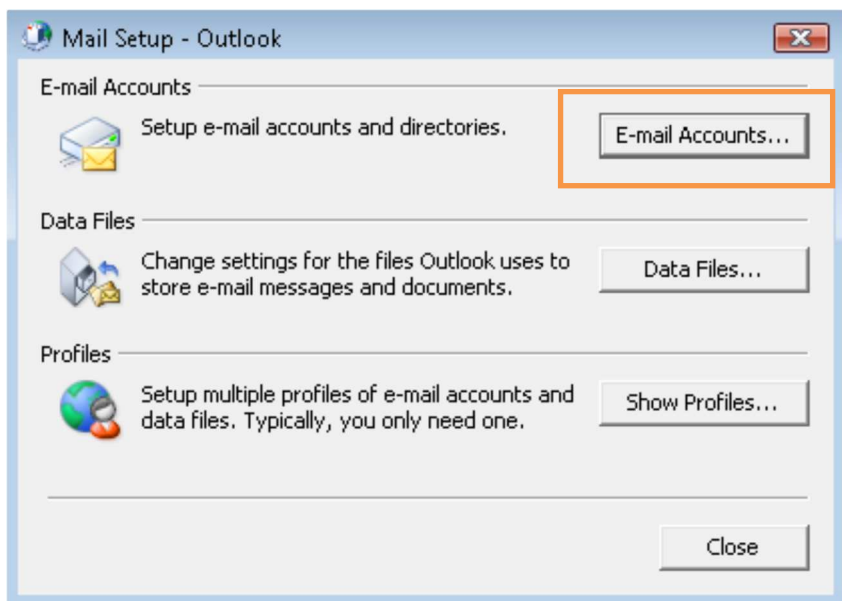 Mail Setup - Outlook
E-mail Accounts
Setup e-mail accounts and directories.
E-mail Accounts...
Data Files
Change settings for the files Outlook uses to
store e-mail messages and documents.
Data Files...
Profiles
Setup multiple profiles of e-mail accounts and
data files. Typically, you only need one.
Show Profiles...
Close